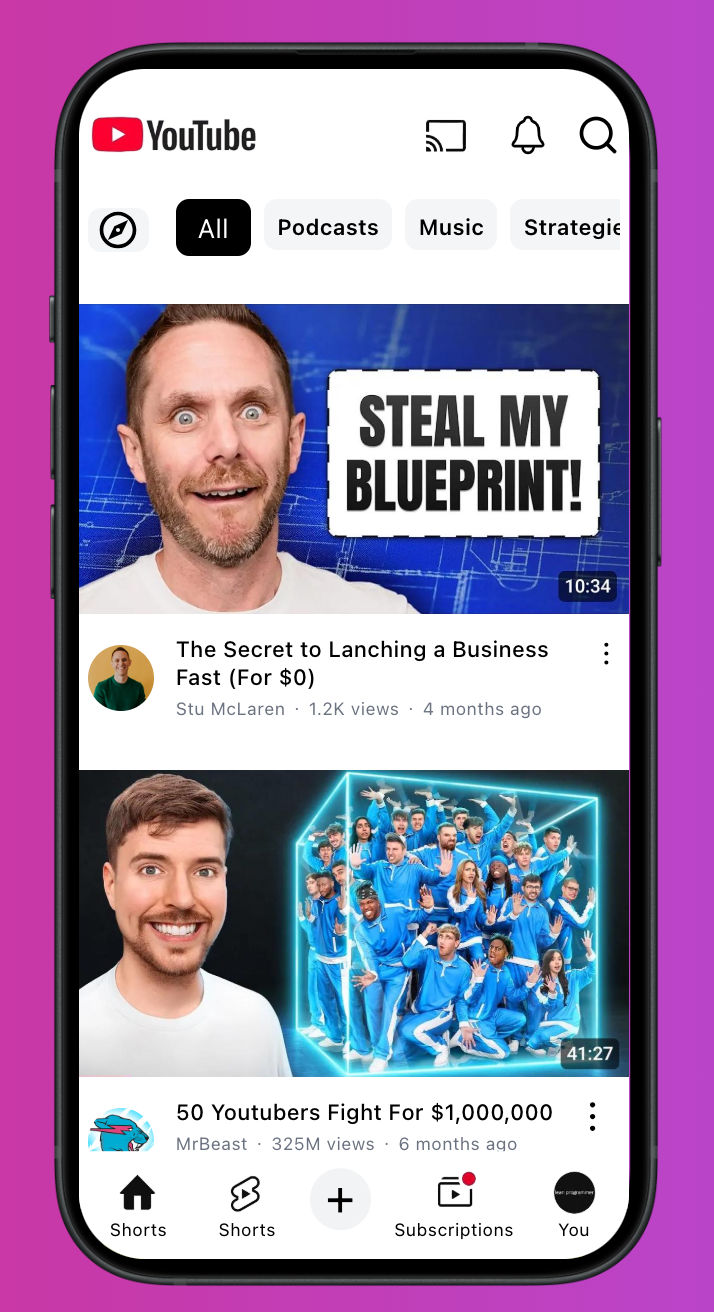 YouTube
All
Podcasts
Music
Strategie
STEAL MY
BLUEPRINT!
10:34
The Secret to Lanching a Business
Fast (For $0)
Stu McLaren · 1.2K views · 4 months ago
41:27
50 Youtubers Fight For $1,000,000
MrBeast · 325M views · 6 months ago
Shorts
Shorts
Subscriptions
You